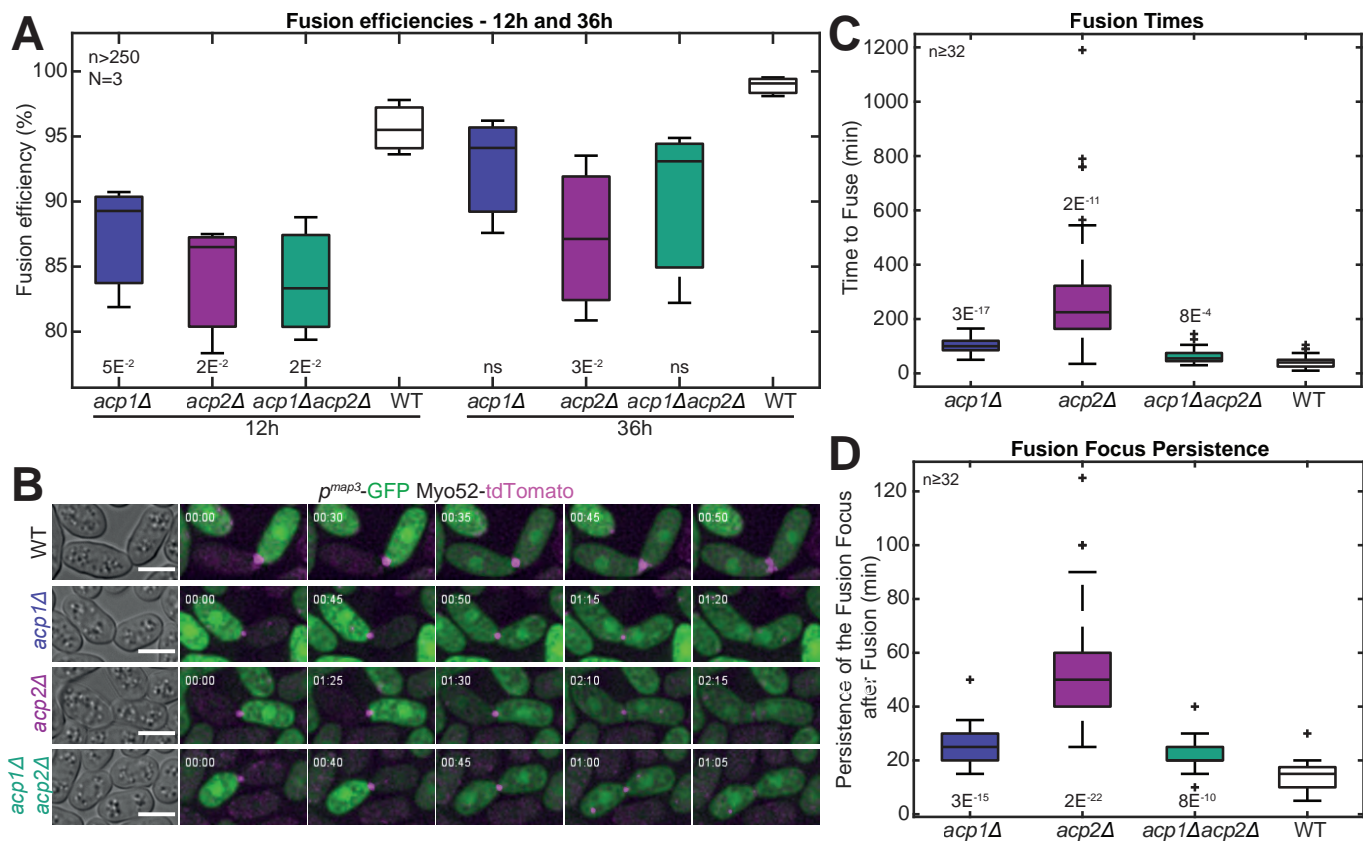 A
Fusion efficiencies - 12h and 36h
n>250
N=3
Fusion efficiency (%)
100
95
90
85
80
5E-2
2E-2
2E-2
ns
3E-2
ns
acp1Δ
acp2Δ
acp1Δacp2Δ
WT
acp1Δ
acp2Δ
acp1Δacp2Δ
WT
12h
36h
B
pmap3-GFP Myo52-tdTomato
WT
00:00
00:30
00:35
00:45
00:50
acp1Δ
00:00
00:45
00:50
01:15
01:20
acp2Δ
00:00
01:25
01:30
02:10
02:15
acp1Δ
acp2Δ
00:00
00:40
00:45
01:00
01:05
C
Fusion Times
n≥32
Time to Fuse (min)
1200
1000
800
600
400
200
0
3E-17
2E-11
8E-4
acp1Δ
acp2Δ
acp1Δacp2Δ
WT
D
Fusion Focus Persistence
n≥32
Persistence of the Fusion Focus
after Fusion (min)
120
100
80
60
40
20
0
3E-15
2E-22
8E-10
acp1Δ
acp2Δ
acp1Δacp2Δ
WT